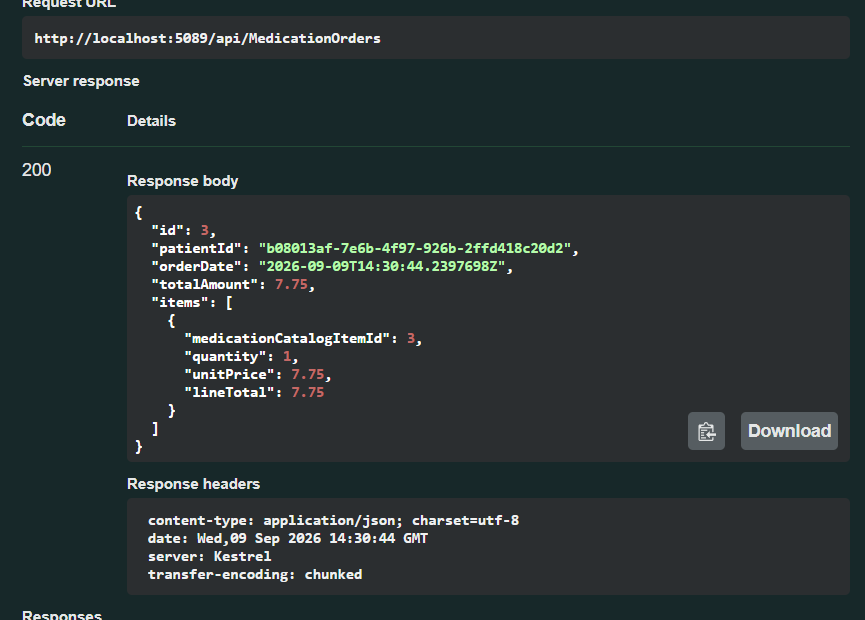 Request URL
http://localhost:5089/api/MedicationOrders
Server response
Code Details
200
Response body
{
"id": 3,
"patientId": "b08013af-7e6b-4f97-926b-2ffd418c20d2",
"orderDate": "2026-09-09T14:30:44.2397698Z",
"totalAmount": 7.75,
"items": [
{
"medicationCatalogItemId": 3,
"quantity": 1,
"unitPrice": 7.75,
"lineTotal": 7.75
}
]
}
Download
Response headers
content-type: application/json; charset=utf-8
date: Wed,09 Sep 2026 14:30:44 GMT
server: Kestrel
transfer-encoding: chunked
Responses